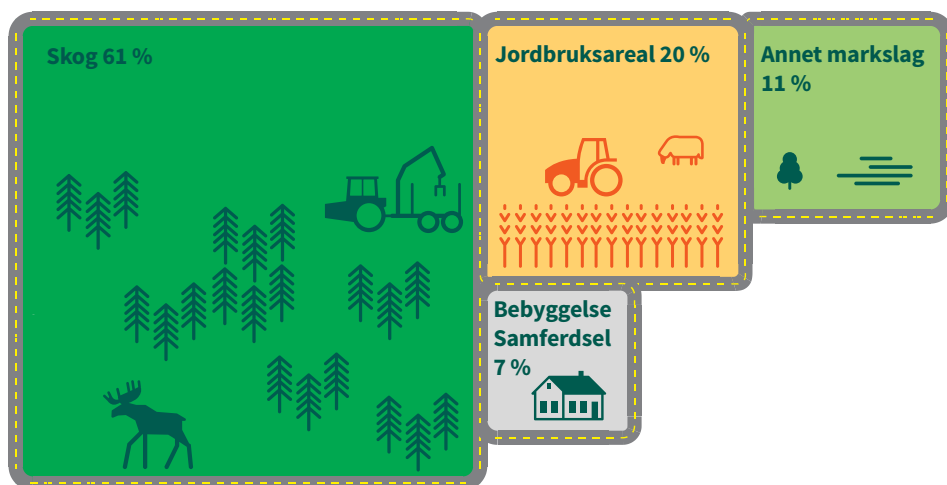 Skog 61 %
Jordbruksareal 20 %
Annet markslag
11 %
Bebyggelse
Samferdsel
7 %